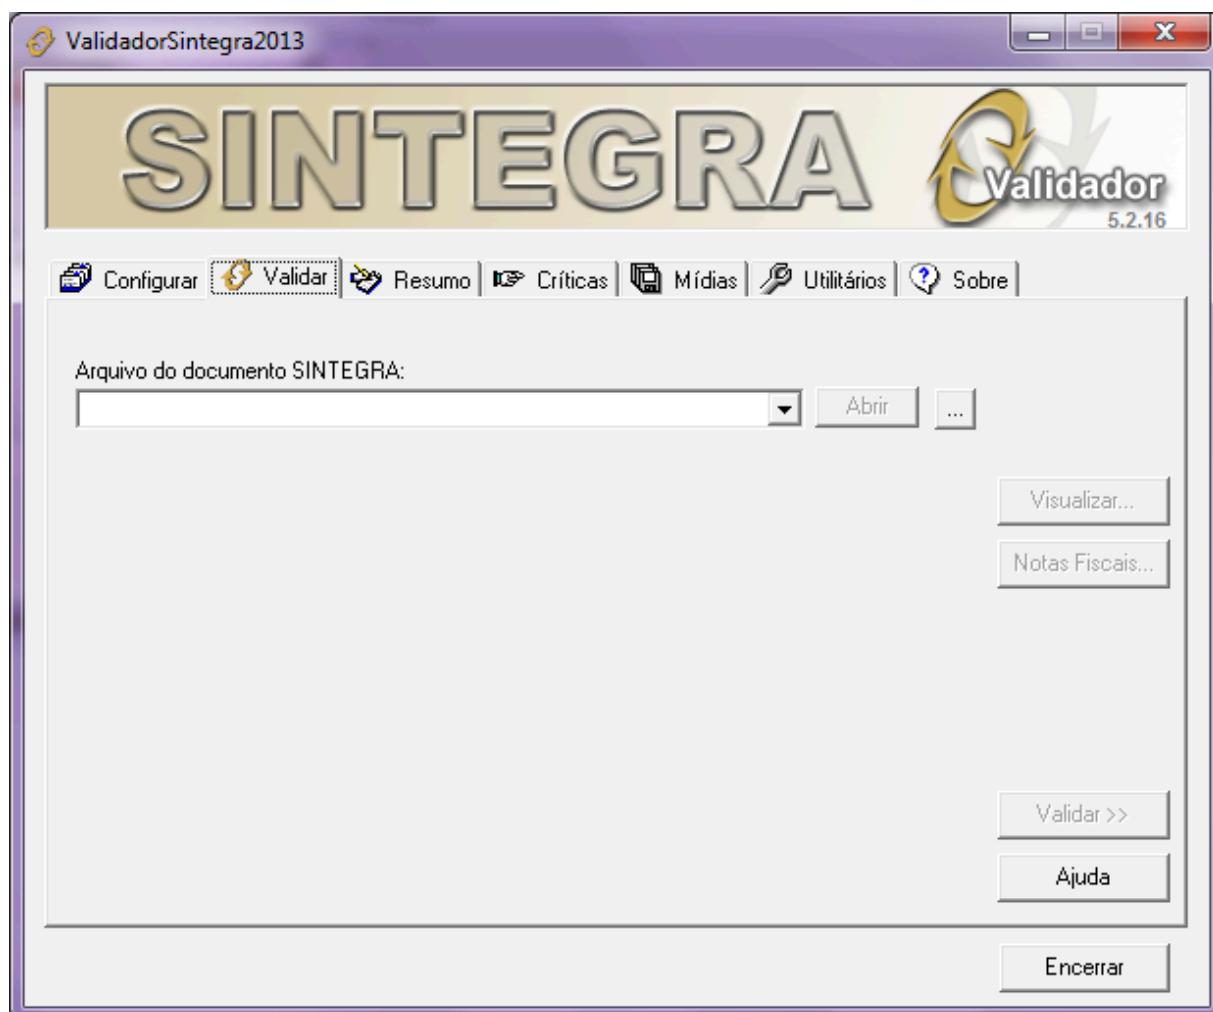 ValidadorSintegra2013
SINTEGRA
Validador
5.2.16
Configurar Validar Resumo Críticas Mídias Utilitários Sobre
Arquivo do documento SINTEGRA:
Abrir ...
Visualizar...
Notas Fiscais...
Validar >>
Ajuda
Encerrar